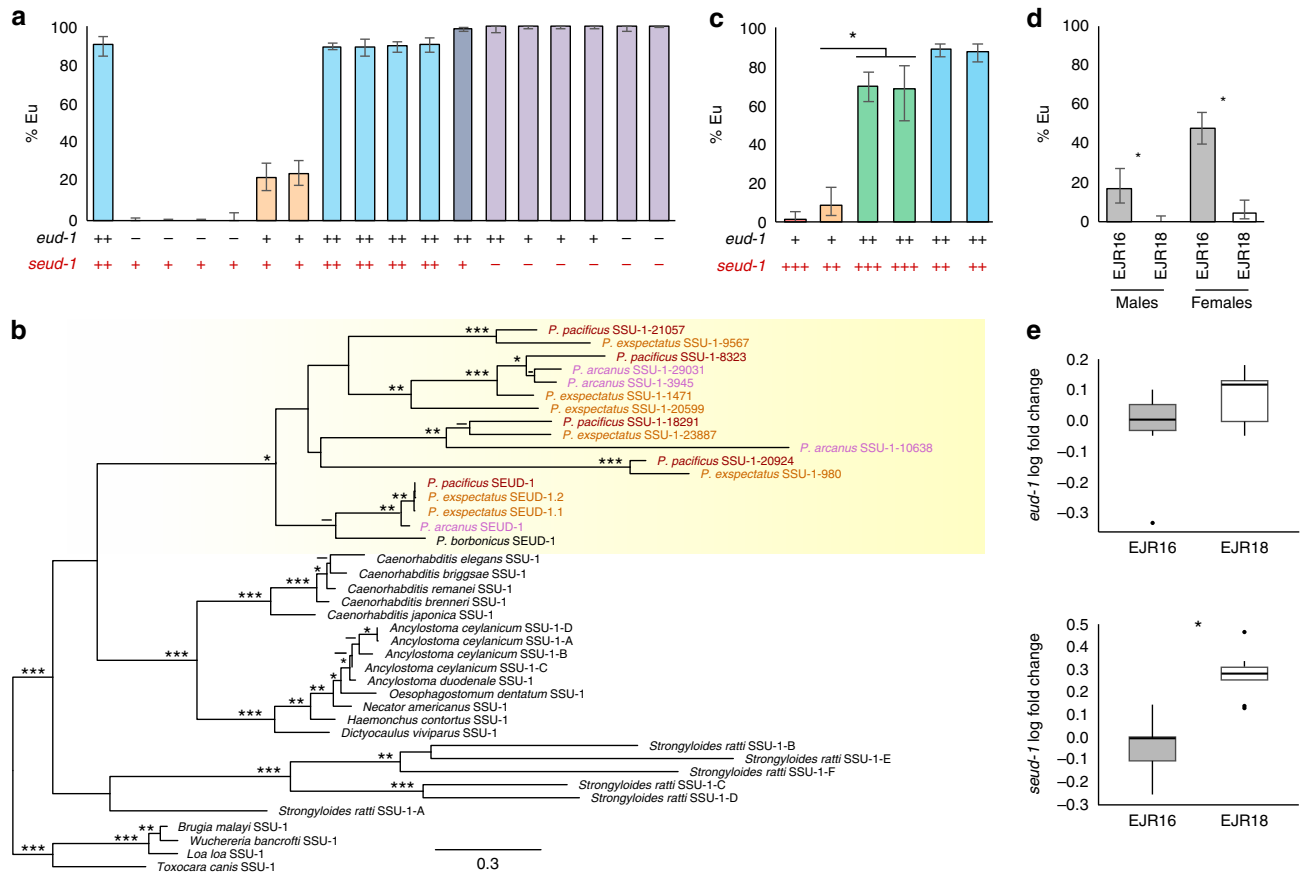 a
100
80
60
40
20
0
% Eu
eud-1 ++ – – – – + + ++ ++ ++ ++ ++ ++ + + + – –
seud-1 ++ + + + + + + ++ ++ ++ ++ + – – – – – –
c
100
80
60
40
20
0
% Eu
*
eud-1 + + ++ ++ ++ ++
seud-1 +++ ++ +++ +++ ++ ++
d
100
80
60
40
20
0
% Eu
* *
EJR16 EJR18 EJR16 EJR18
Males Females
b
*** P. pacificus SSU-1-21057
P. exspectatus SSU-1-9567
* P. pacificus SSU-1-8323
*** – P. arcanus SSU-1-29031
P. arcanus SSU-1-3945
** P. exspectatus SSU-1-1471
P. exspectatus SSU-1-20599
– P. pacificus SSU-1-18291
** P. exspectatus SSU-1-23887
P. arcanus SSU-1-10638
*** P. pacificus SSU-1-20924
* P. exspectatus SSU-1-980
P. pacificus SEUD-1
** P. exspectatus SEUD-1.2
** P. exspectatus SEUD-1.1
– P. arcanus SEUD-1
P. borbonicus SEUD-1
– Caenorhabditis elegans SSU-1
* Caenorhabditis briggsae SSU-1
*** Caenorhabditis remanei SSU-1
Caenorhabditis brenneri SSU-1
*** Caenorhabditis japonica SSU-1
* Ancylostoma ceylanicum SSU-1-D
– Ancylostoma ceylanicum SSU-1-A
– Ancylostoma ceylanicum SSU-1-B
* Ancylostoma ceylanicum SSU-1-C
*** * Ancylostoma duodenale SSU-1
** Oesophagostomum dentatum SSU-1
** Necator americanus SSU-1
*** Haemonchus contortus SSU-1
Dictyocaulus viviparus SSU-1
Strongyloides ratti SSU-1-B
** Strongyloides ratti SSU-1-E
*** Strongyloides ratti SSU-1-F
*** Strongyloides ratti SSU-1-C
Strongyloides ratti SSU-1-D
Strongyloides ratti SSU-1-A
** Brugia malayi SSU-1
*** Wuchereria bancrofti SSU-1
*** Loa loa SSU-1
Toxocara canis SSU-1
0.3
e
0.2
0.1
0.0
–0.1
–0.2
–0.3
eud-1 log fold change
EJR16 EJR18
0.5
0.4
0.3
0.2
0.1
0.0
–0.1
–0.2
–0.3
seud-1 log fold change
*
EJR16 EJR18